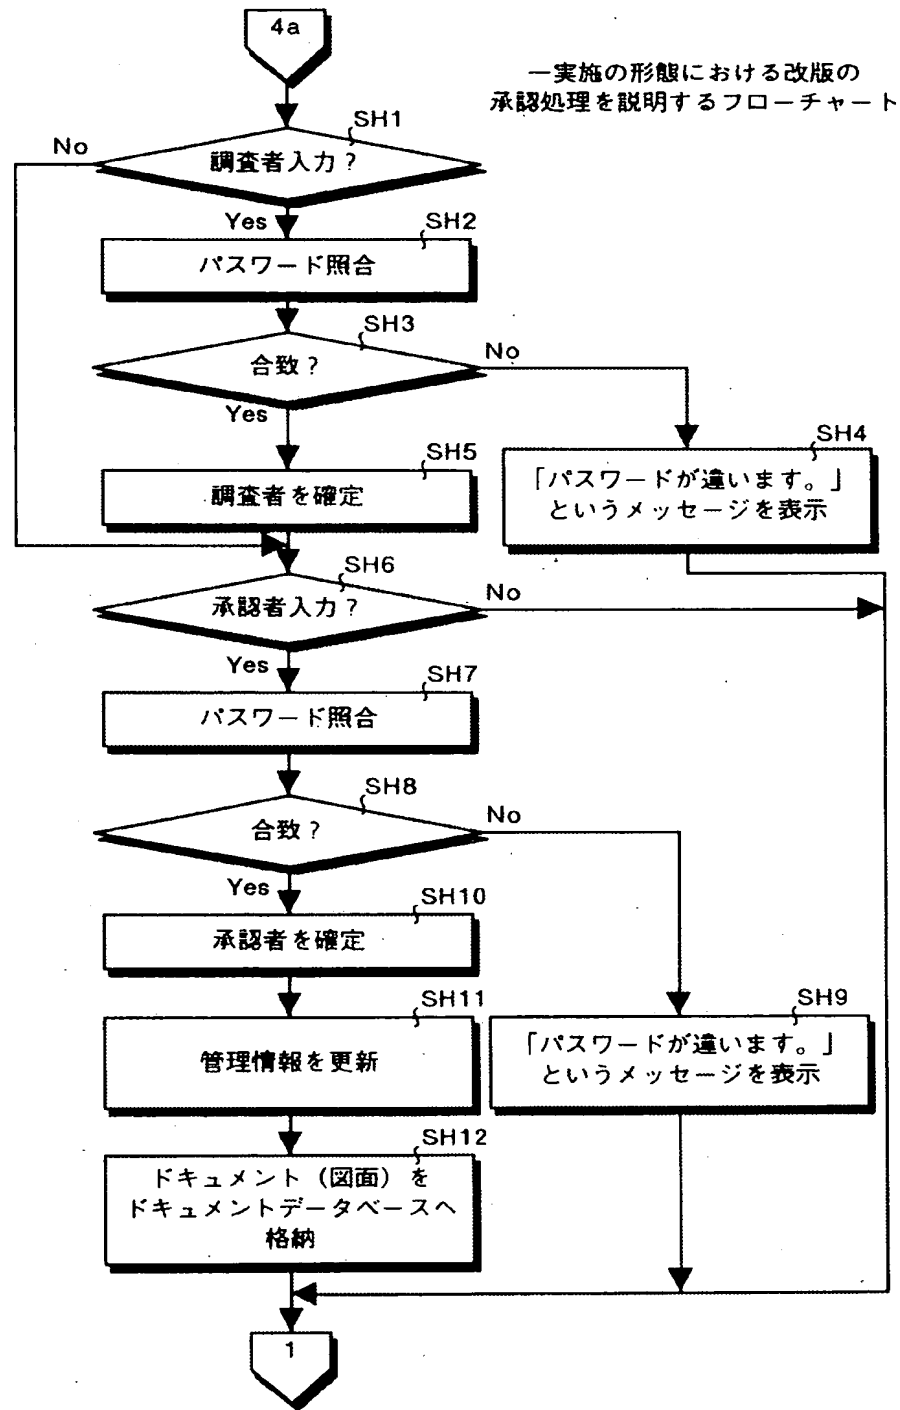 4a
一実施の形態における改版の
承認処理を説明するフローチャート
SH1
No
調査者入力？
Yes
SH2
パスワード照合
SH3
合致？
No
Yes
SH4
「パスワードが違います。」
というメッセージを表示
SH5
調査者を確定
SH6
承認者入力？
No
Yes
SH7
パスワード照合
SH8
合致？
No
Yes
SH10
承認者を確定
SH11
管理情報を更新
SH9
「パスワードが違います。」
というメッセージを表示
SH12
ドキュメント（図面）を
ドキュメントデータベースへ
格納
1